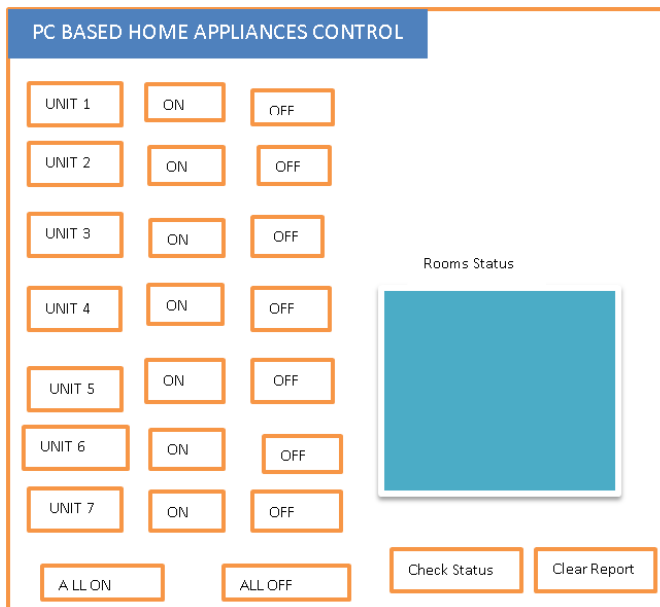 PC BASED HOME APPLIANCES CONTROL
UNIT 1 ON OFF
UNIT 2 ON OFF
UNIT 3 ON OFF
Rooms Status
UNIT 4 ON OFF
UNIT 5 ON OFF
UNIT 6 ON OFF
UNIT 7 ON OFF
A LL ON ALL OFF Check Status Clear Report